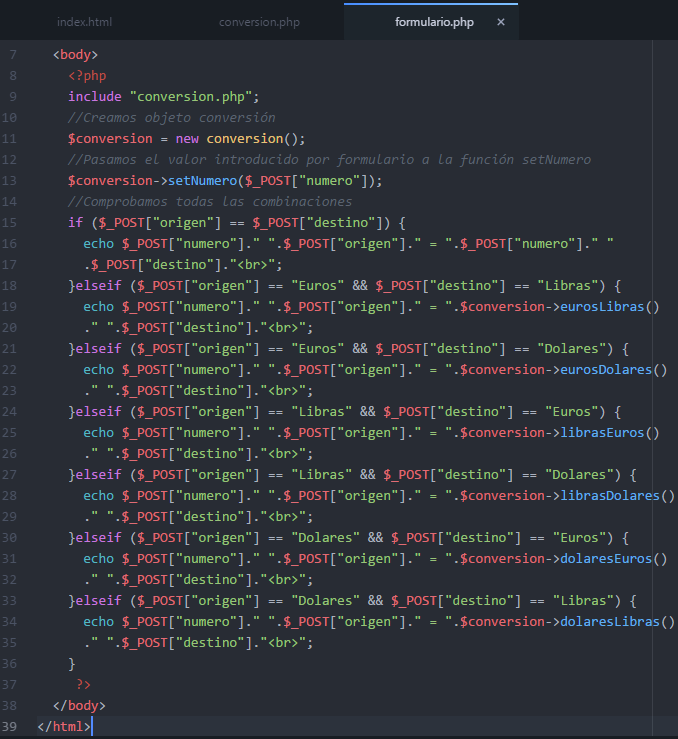 index.html conversion.php formulario.php ×
7 <body>
8 <?php
9 include "conversion.php";
10 //Creamos objeto conversión
11 $conversion = new conversion();
12 //Pasamos el valor introducido por formulario a la función setNumero
13 $conversion->setNumero($_POST["numero"]);
14 //Comprobamos todas las combinaciones
15 if ($_POST["origen"] == $_POST["destino"]) {
16 echo $_POST["numero"]." ".$_POST["origen"]." = ".$_POST["numero"]." "
17 .$_POST["destino"]."<br>";
18 }elseif ($_POST["origen"] == "Euros" && $_POST["destino"] == "Libras") {
19 echo $_POST["numero"]." ".$_POST["origen"]." = ".$conversion->eurosLibras()
20 ." ".$_POST["destino"]."<br>";
21 }elseif ($_POST["origen"] == "Euros" && $_POST["destino"] == "Dolares") {
22 echo $_POST["numero"]." ".$_POST["origen"]." = ".$conversion->eurosDolares()
23 ." ".$_POST["destino"]."<br>";
24 }elseif ($_POST["origen"] == "Libras" && $_POST["destino"] == "Euros") {
25 echo $_POST["numero"]." ".$_POST["origen"]." = ".$conversion->librasEuros()
26 ." ".$_POST["destino"]."<br>";
27 }elseif ($_POST["origen"] == "Libras" && $_POST["destino"] == "Dolares") {
28 echo $_POST["numero"]." ".$_POST["origen"]." = ".$conversion->librasDolares()
29 ." ".$_POST["destino"]."<br>";
30 }elseif ($_POST["origen"] == "Dolares" && $_POST["destino"] == "Euros") {
31 echo $_POST["numero"]." ".$_POST["origen"]." = ".$conversion->dolaresEuros()
32 ." ".$_POST["destino"]."<br>";
33 }elseif ($_POST["origen"] == "Dolares" && $_POST["destino"] == "Libras") {
34 echo $_POST["numero"]." ".$_POST["origen"]." = ".$conversion->dolaresLibras()
35 ." ".$_POST["destino"]."<br>";
36 }
37 ?>
38 </body>
39 </html>